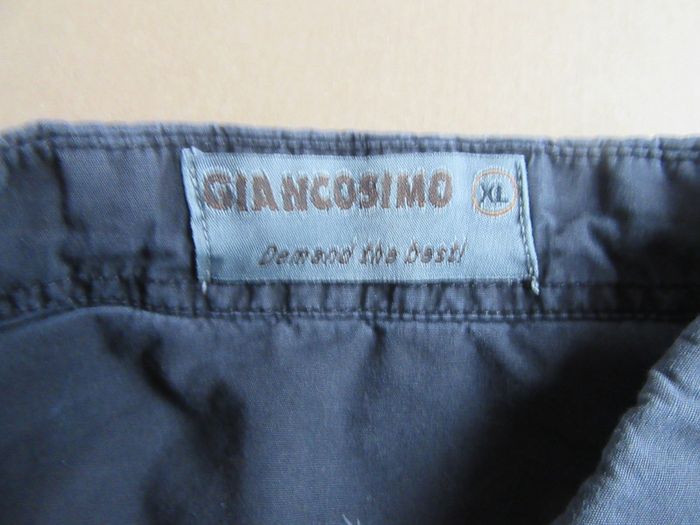 GIANCOSIMO XL
Demand the best!